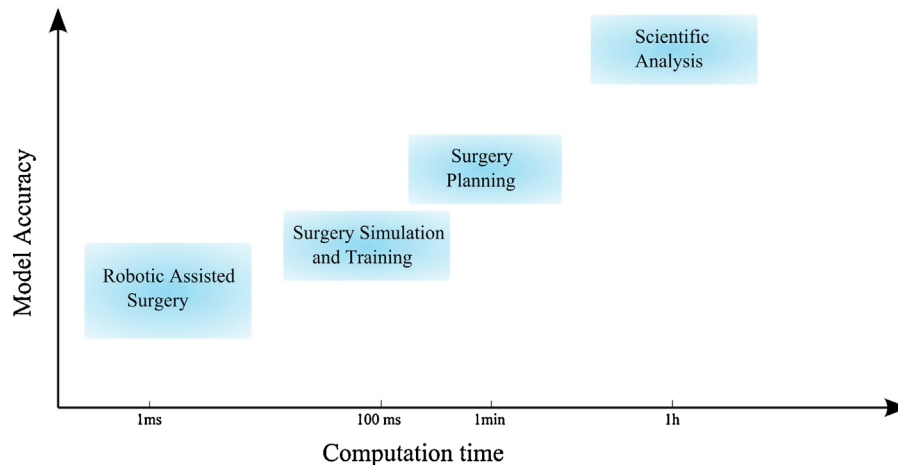 Scientific
Analysis
Surgery
Planning
Surgery Simulation
and Training
Robotic Assisted
Surgery
Model Accuracy
1ms
100 ms
1min
1h
Computation time